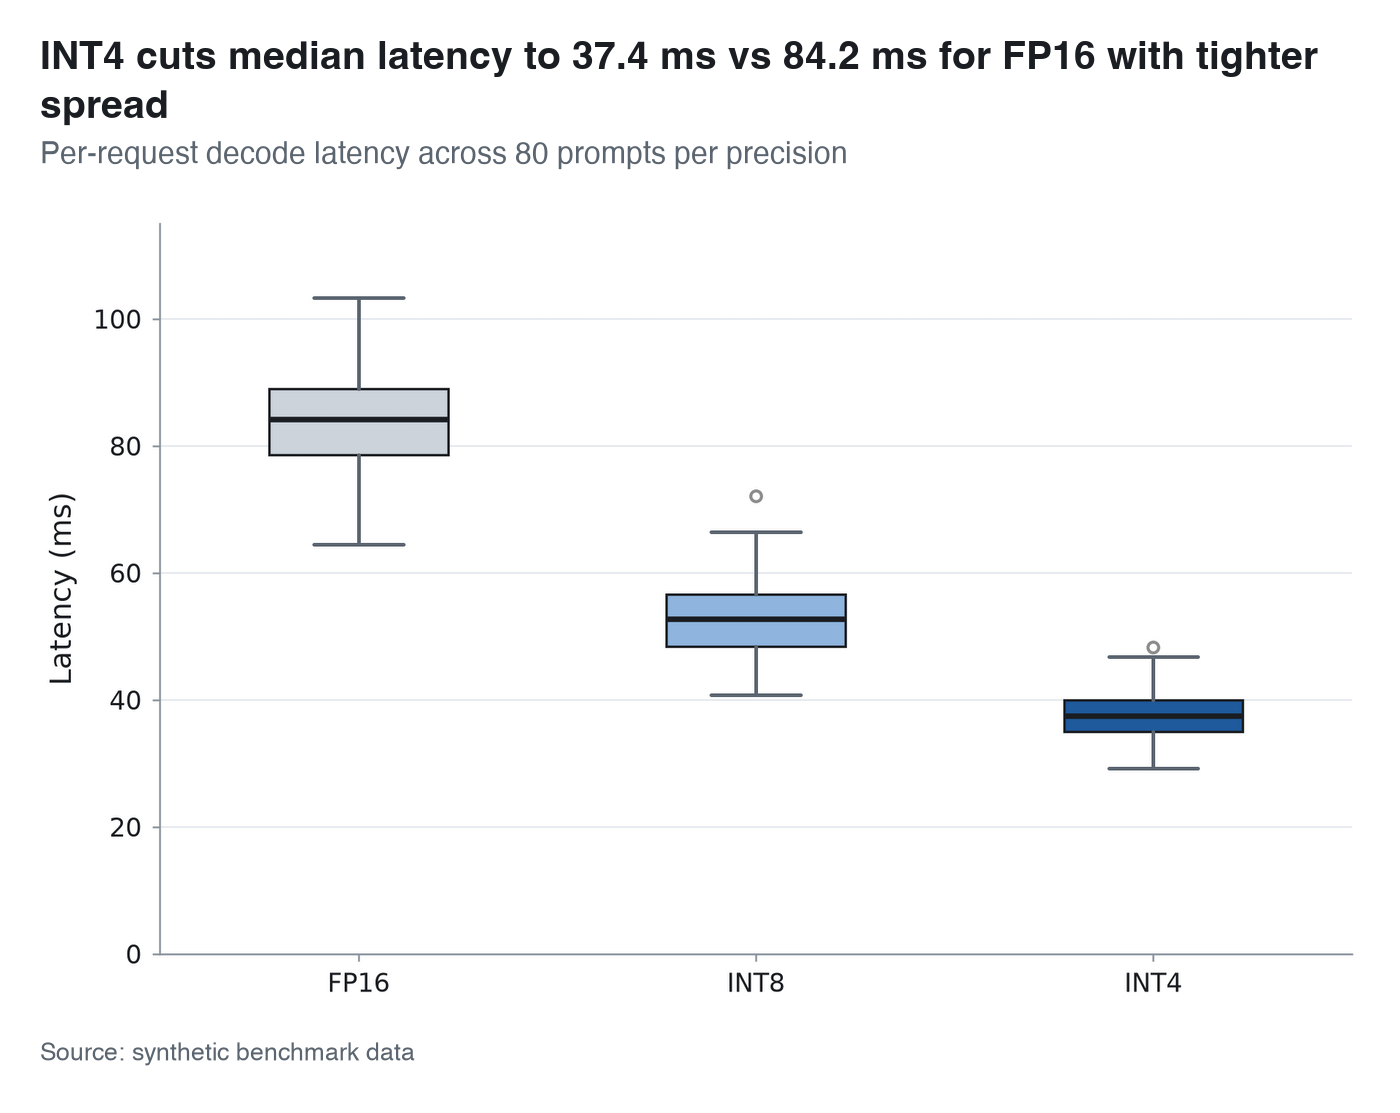 INT4 cuts median latency to 37.4 ms vs 84.2 ms for FP16 with tighter
spread
Per-request decode latency across 80 prompts per precision
Latency (ms)
100
80
60
40
20
0
FP16
INT8
INT4
Source: synthetic benchmark data